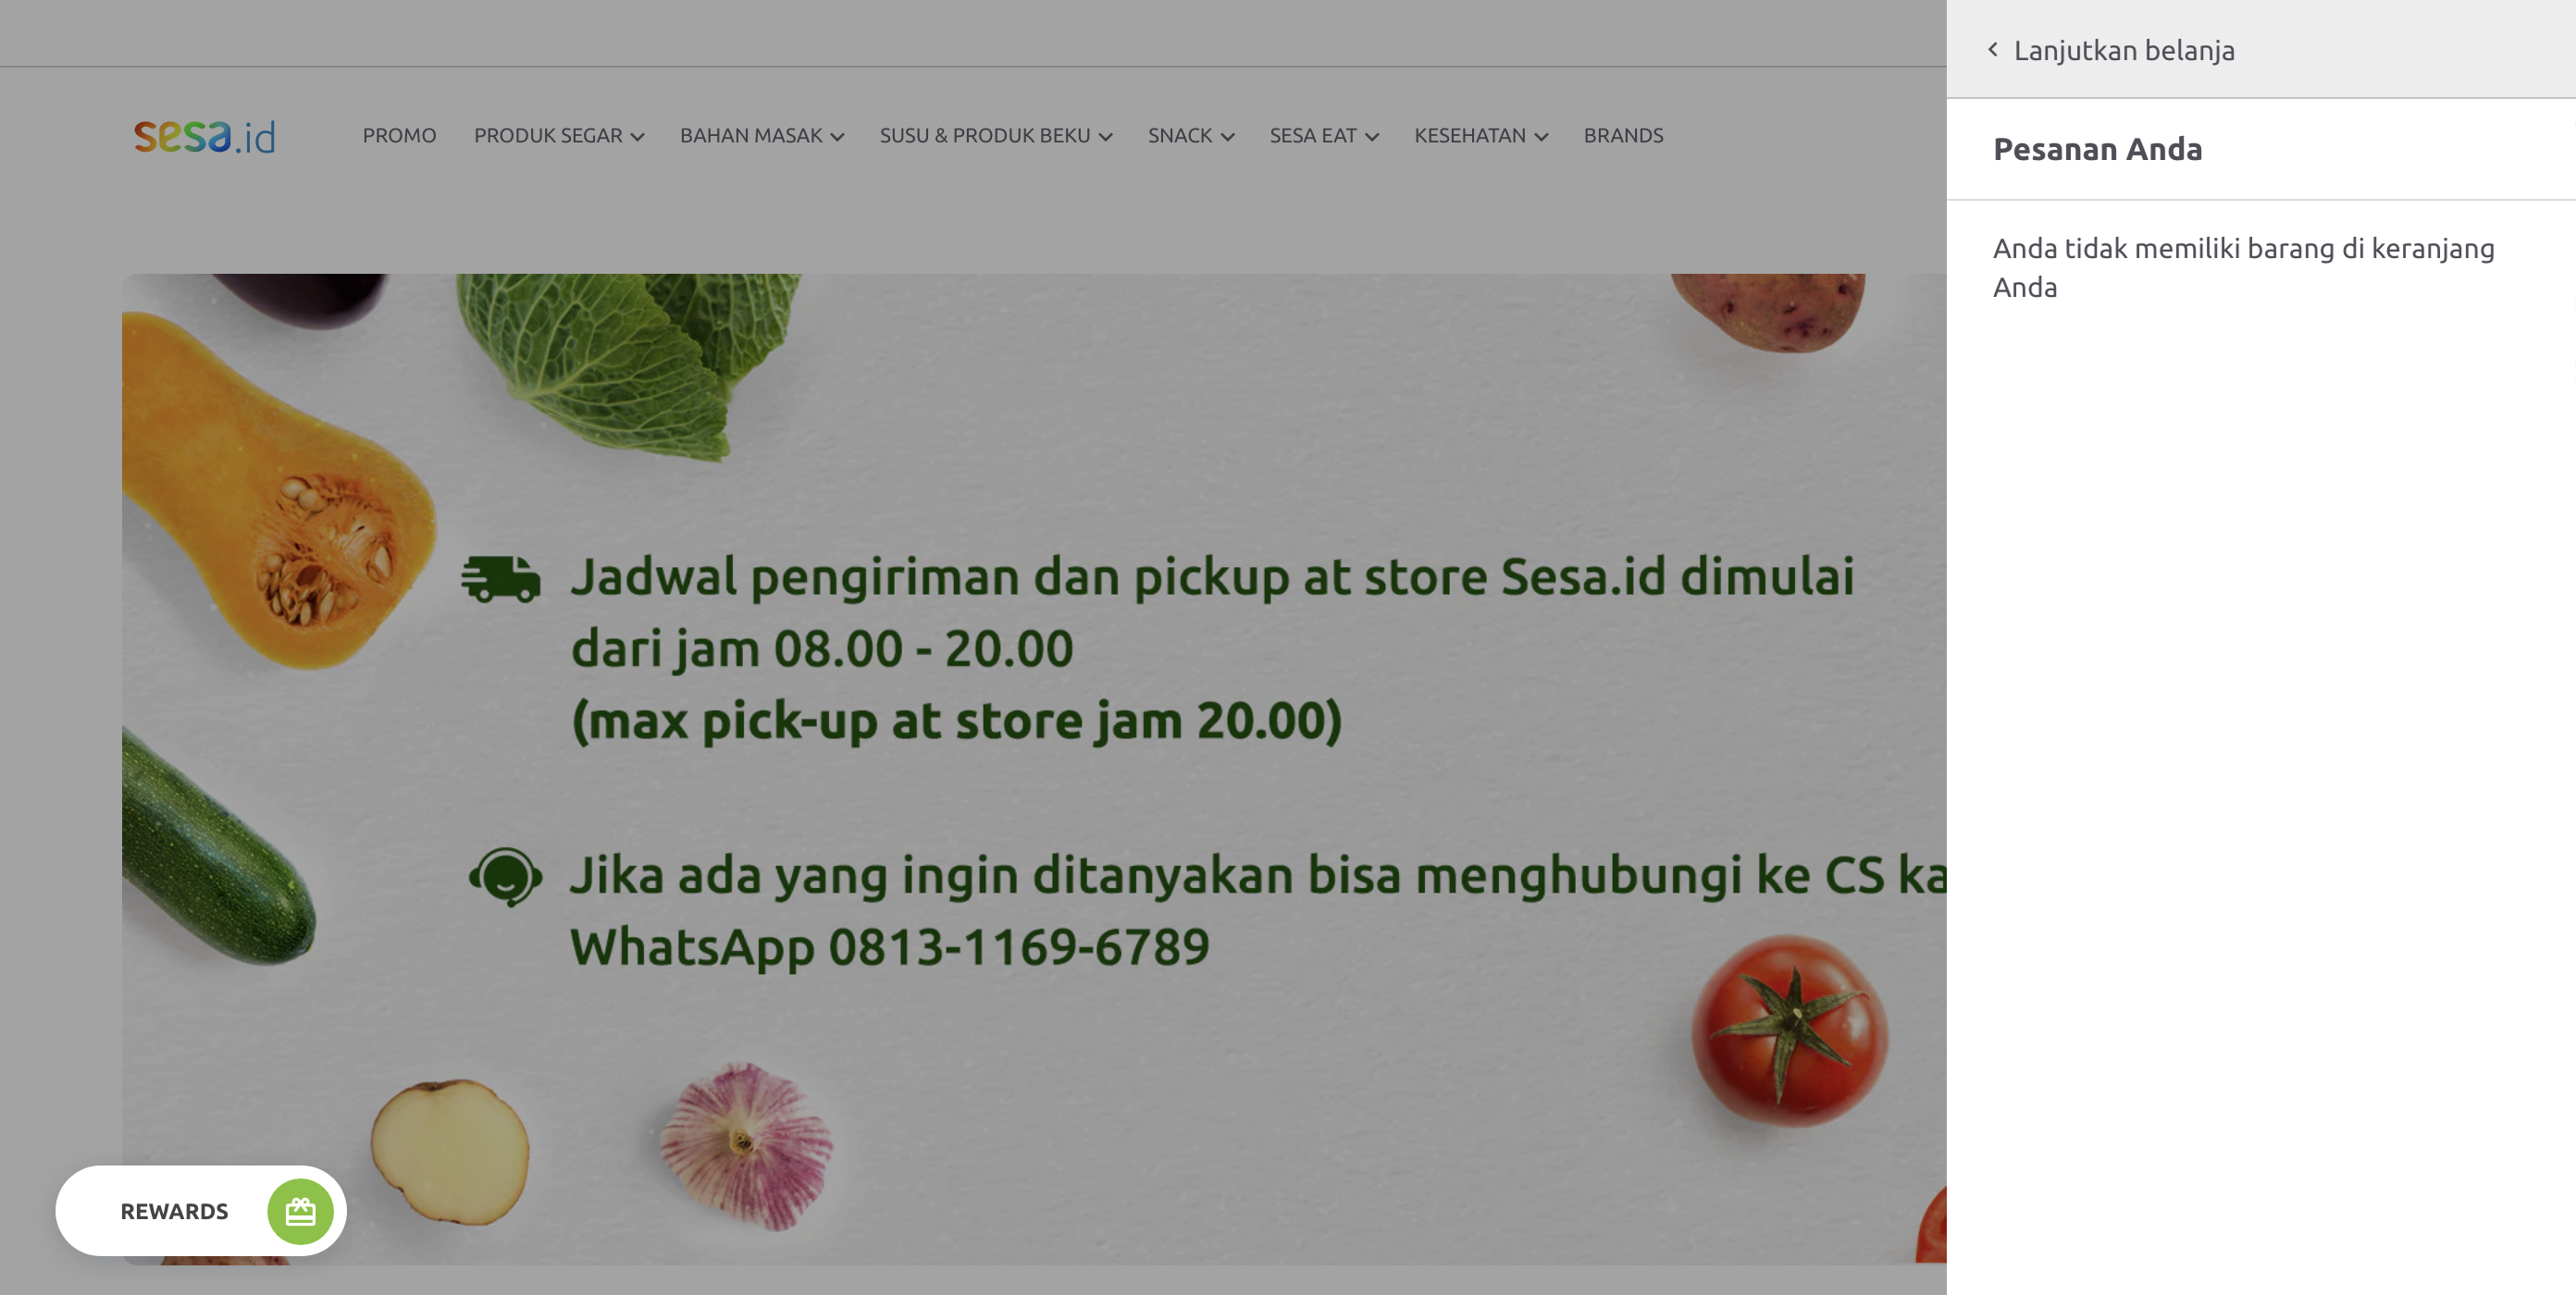 Lanjutkan belanja
sesa.id
PROMO PRODUK SEGAR BAHAN MASAK SUSU & PRODUK BEKU SNACK SESA EAT KESEHATAN BRANDS
Pesanan Anda
Anda tidak memiliki barang di keranjang
Anda
Jadwal pengiriman dan pickup at store Sesa.id dimulai
dari jam 08.00 - 20.00
(max pick-up at store jam 20.00)
Jika ada yang ingin ditanyakan bisa menghubungi ke CS
WhatsApp 0813-1169-6789
REWARDS